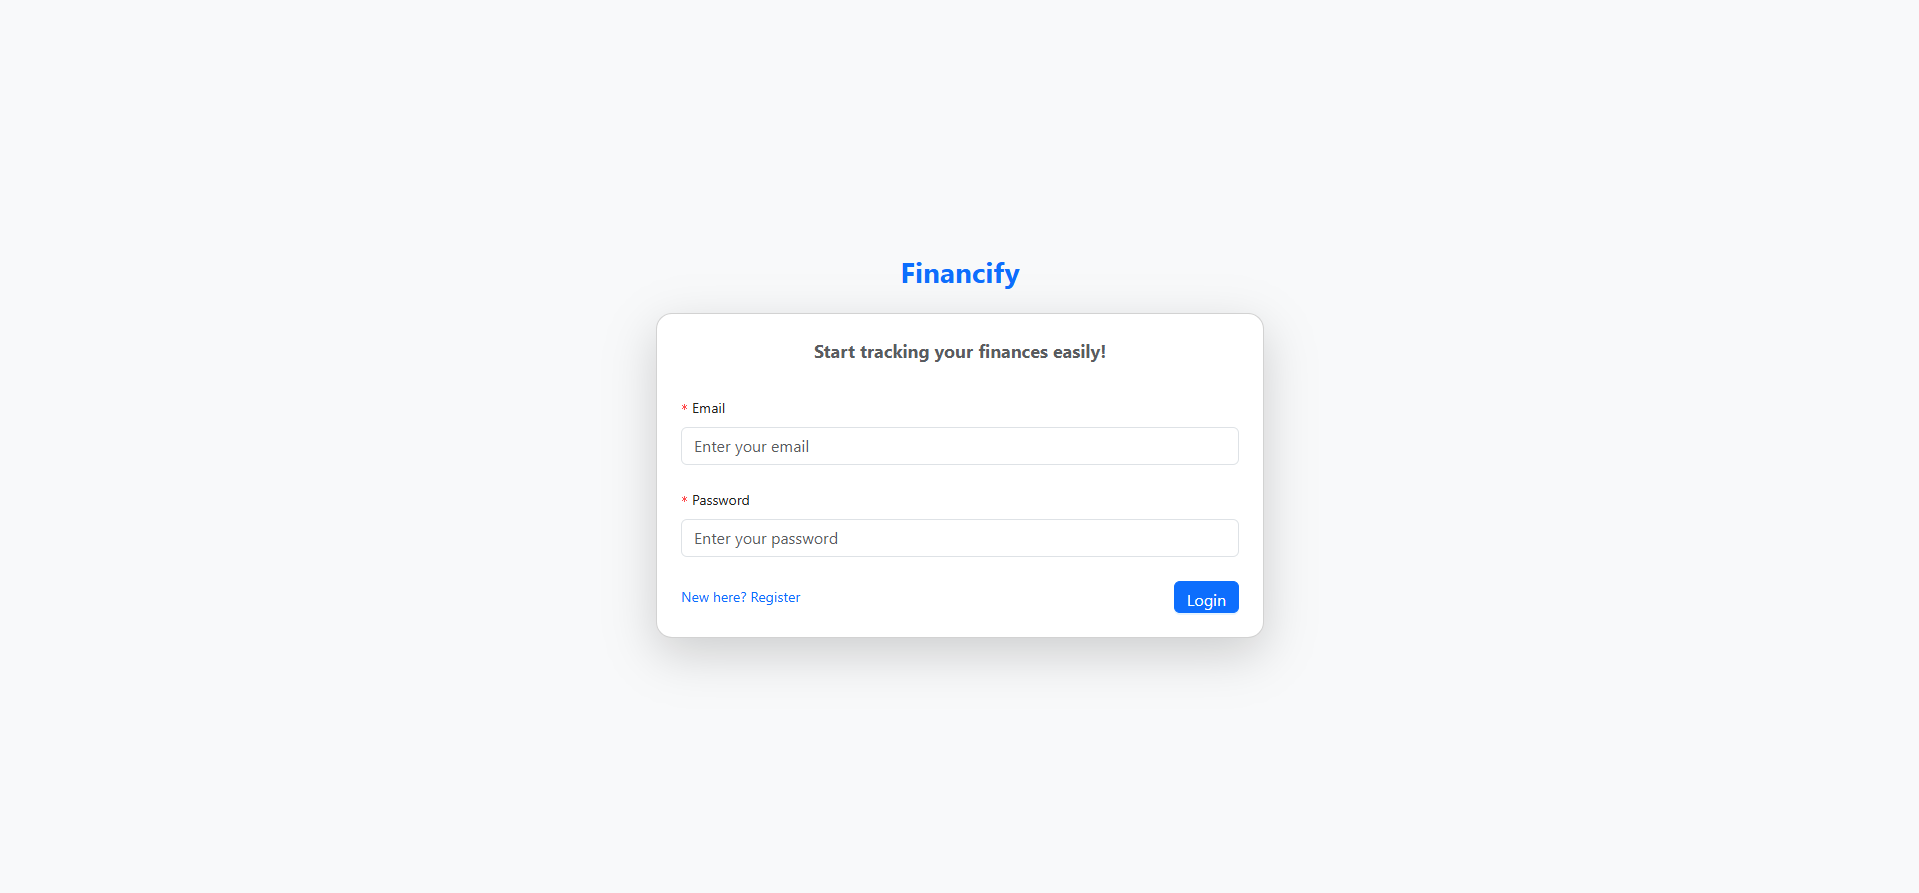 Financify
Start tracking your finances easily!
* Email
Enter your email
* Password
Enter your password
New here? Register
Login